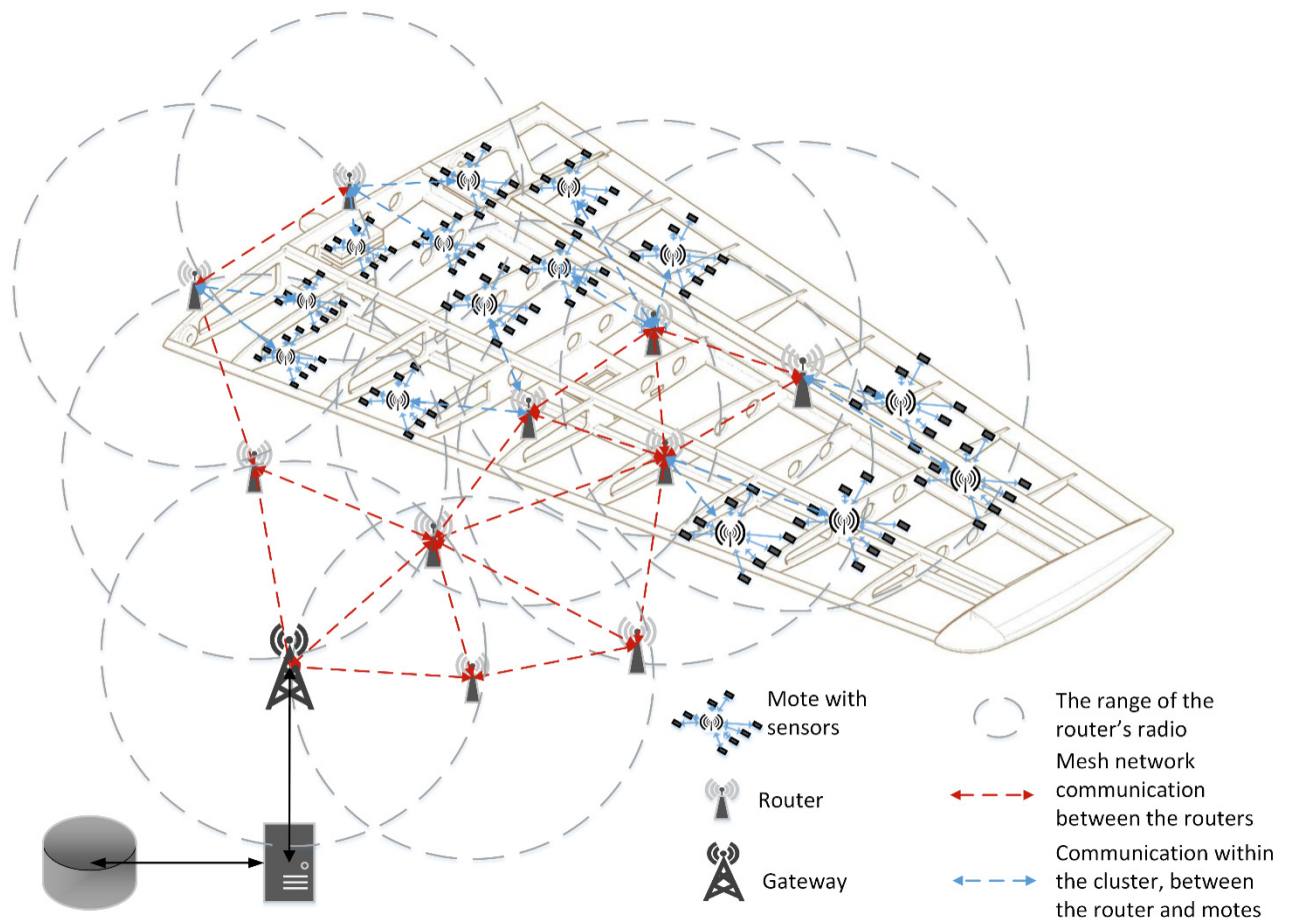 Mote with
sensors
Router
Gateway
The range of the
router's radio
Mesh network
communication
between the routers
Communication within
the cluster, between
the router and motes